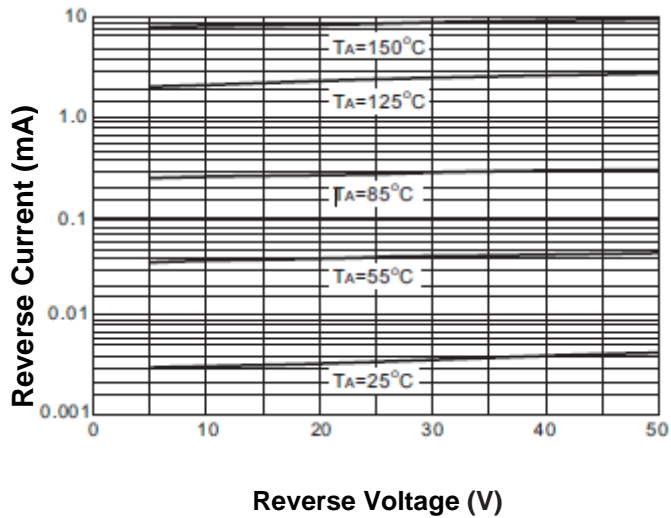 10
TA=150°C
TA=125°C
1.0
TA=85°C
0.1
TA=55°C
0.01
TA=25°C
0.001
0 10 20 30 40 50
Reverse Current (mA)
Reverse Voltage (V)